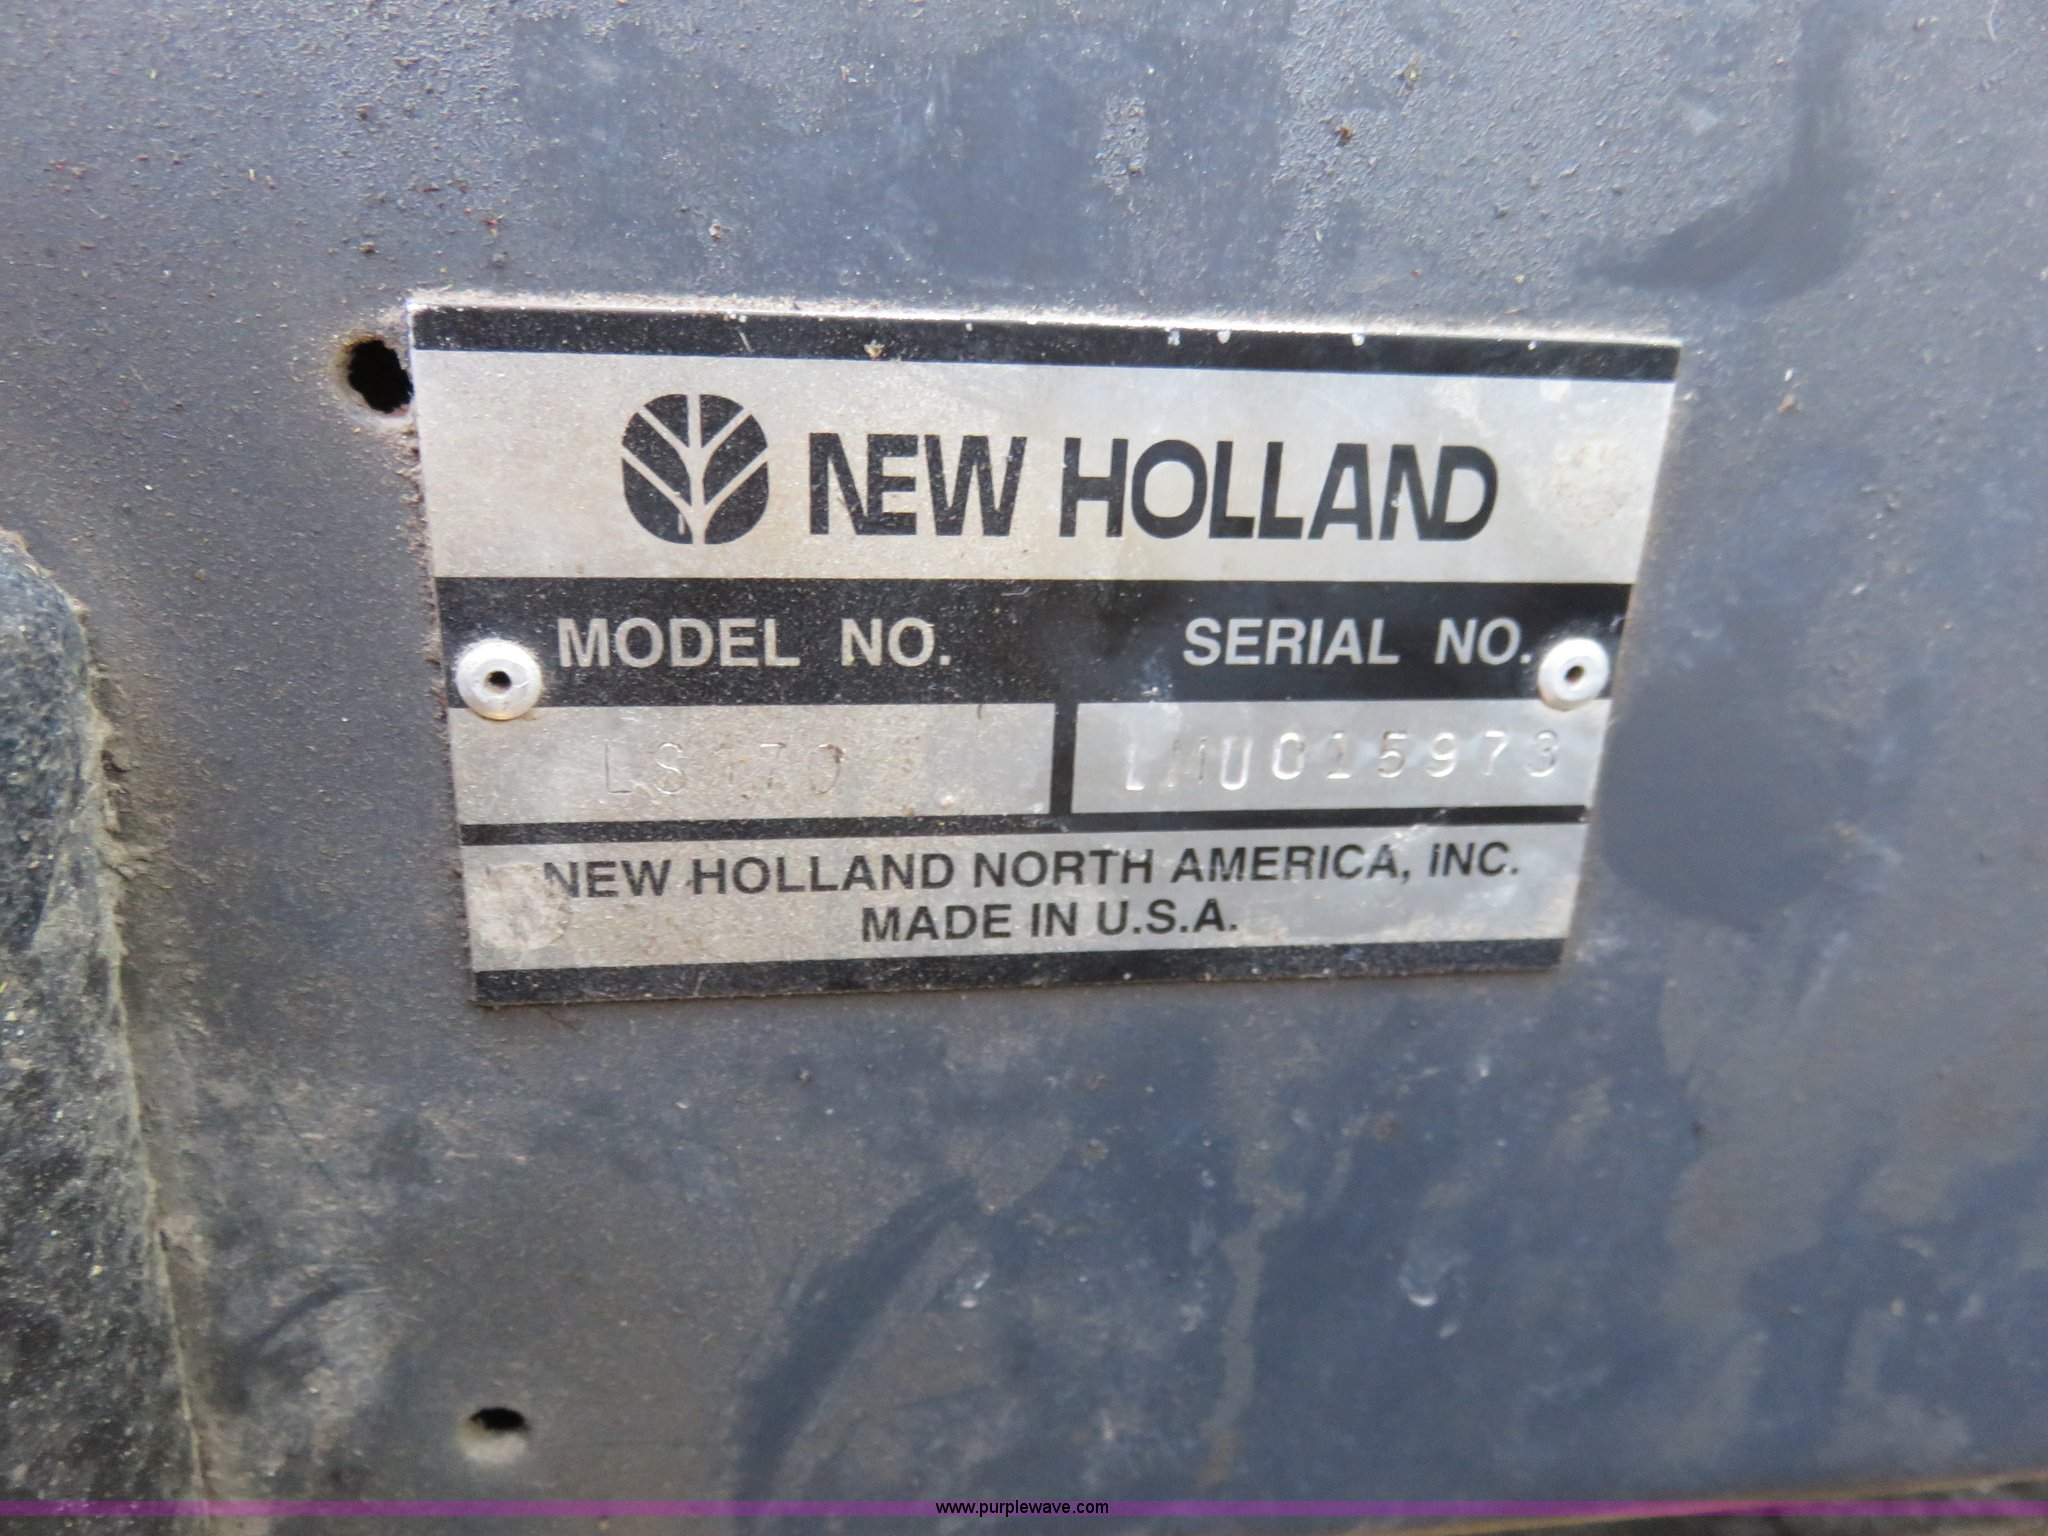 NEW HOLLAND
MODEL NO. SERIAL NO.
LS170 LMU015973
NEW HOLLAND NORTH AMERICA, INC.
MADE IN U.S.A.
www.purplewave.com